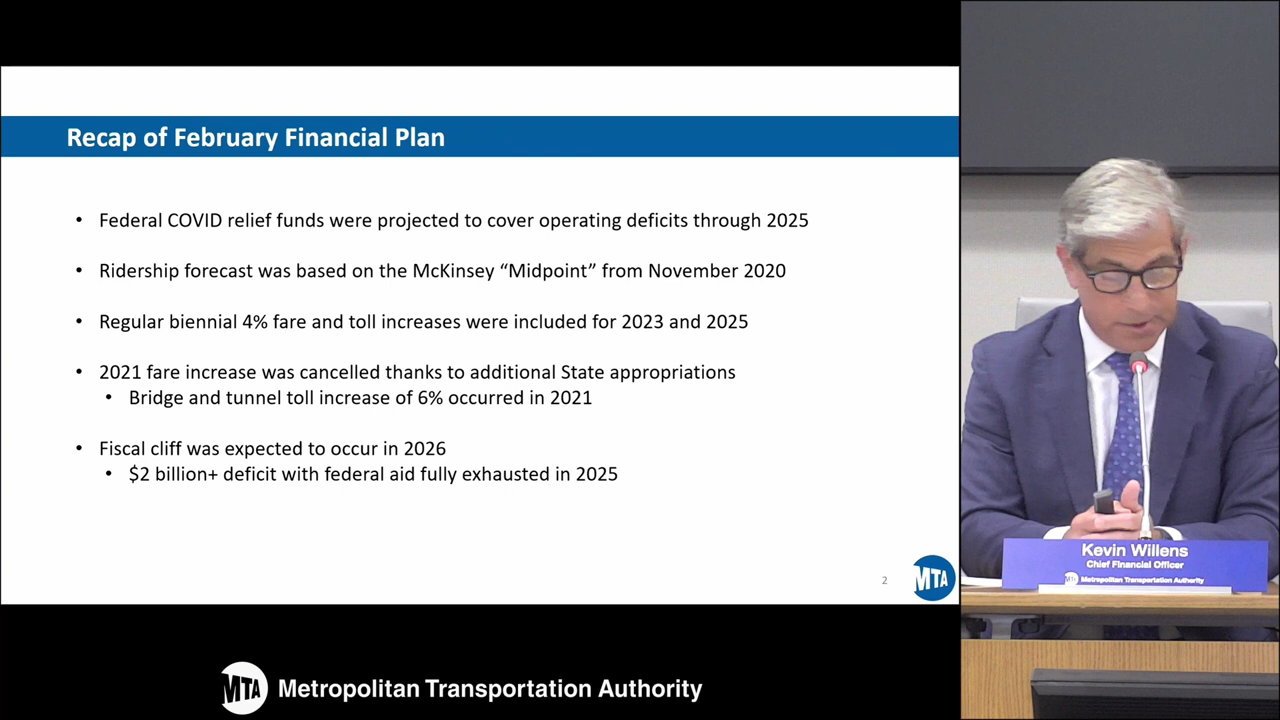 Recap of February Financial Plan
• Federal COVID relief funds were projected to cover operating deficits through 2025
• Ridership forecast was based on the McKinsey “Midpoint” from November 2020
• Regular biennial 4% fare and toll increases were included for 2023 and 2025
• 2021 fare increase was cancelled thanks to additional State appropriations
• Bridge and tunnel toll increase of 6% occurred in 2021
• Fiscal cliff was expected to occur in 2026
• $2 billion+ deficit with federal aid fully exhausted in 2025
2
MTA
Kevin Willens
Chief Financial Officer
MTA Metropolitan Transportation Authority
MTA Metropolitan Transportation Authority